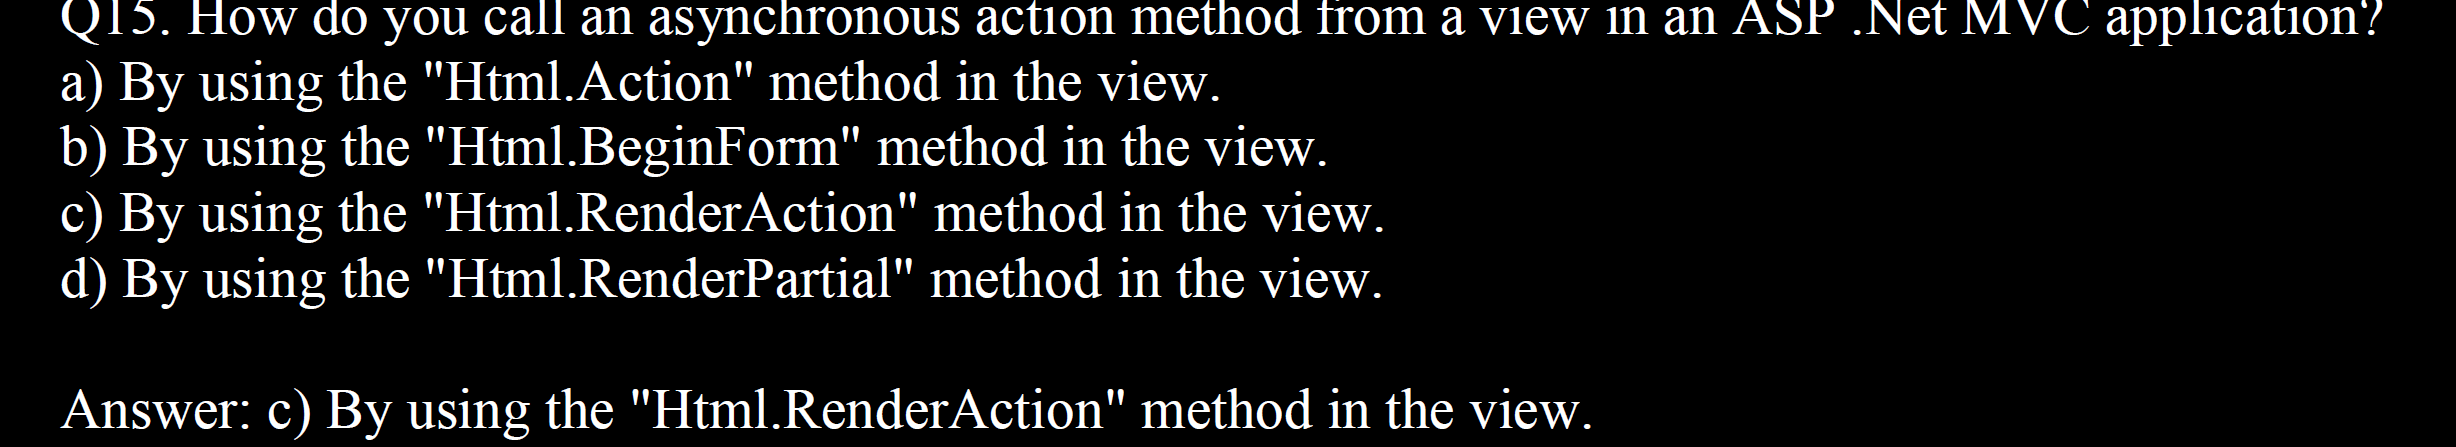 Q15. How do you call an asynchronous action method from a view in an ASP .Net MVC application?
a) By using the "Html.Action" method in the view.
b) By using the "Html.BeginForm" method in the view.
c) By using the "Html.RenderAction" method in the view.
d) By using the "Html.RenderPartial" method in the view.
Answer: c) By using the "Html.RenderAction" method in the view.